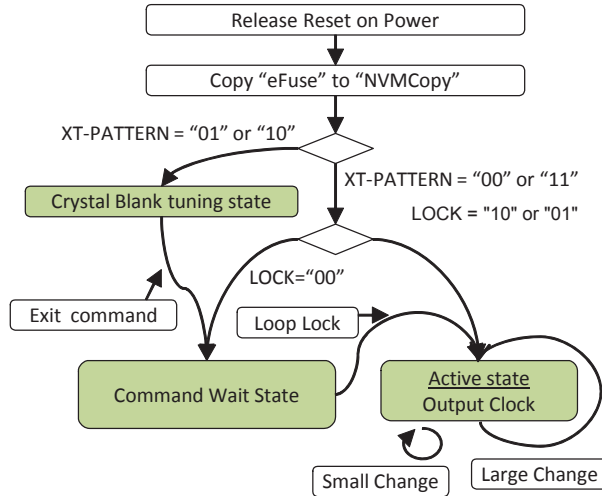 Release Reset on Power
Copy “eFuse” to “NVMCopy”
XT-PATTERN = “01” or “10”
XT-PATTERN = “00” or “11”
Crystal Blank tuning state
LOCK = "10" or "01"
LOCK=“00”
Exit command
Loop Lock
Command Wait State
Active state
Output Clock
Small Change
Large Change